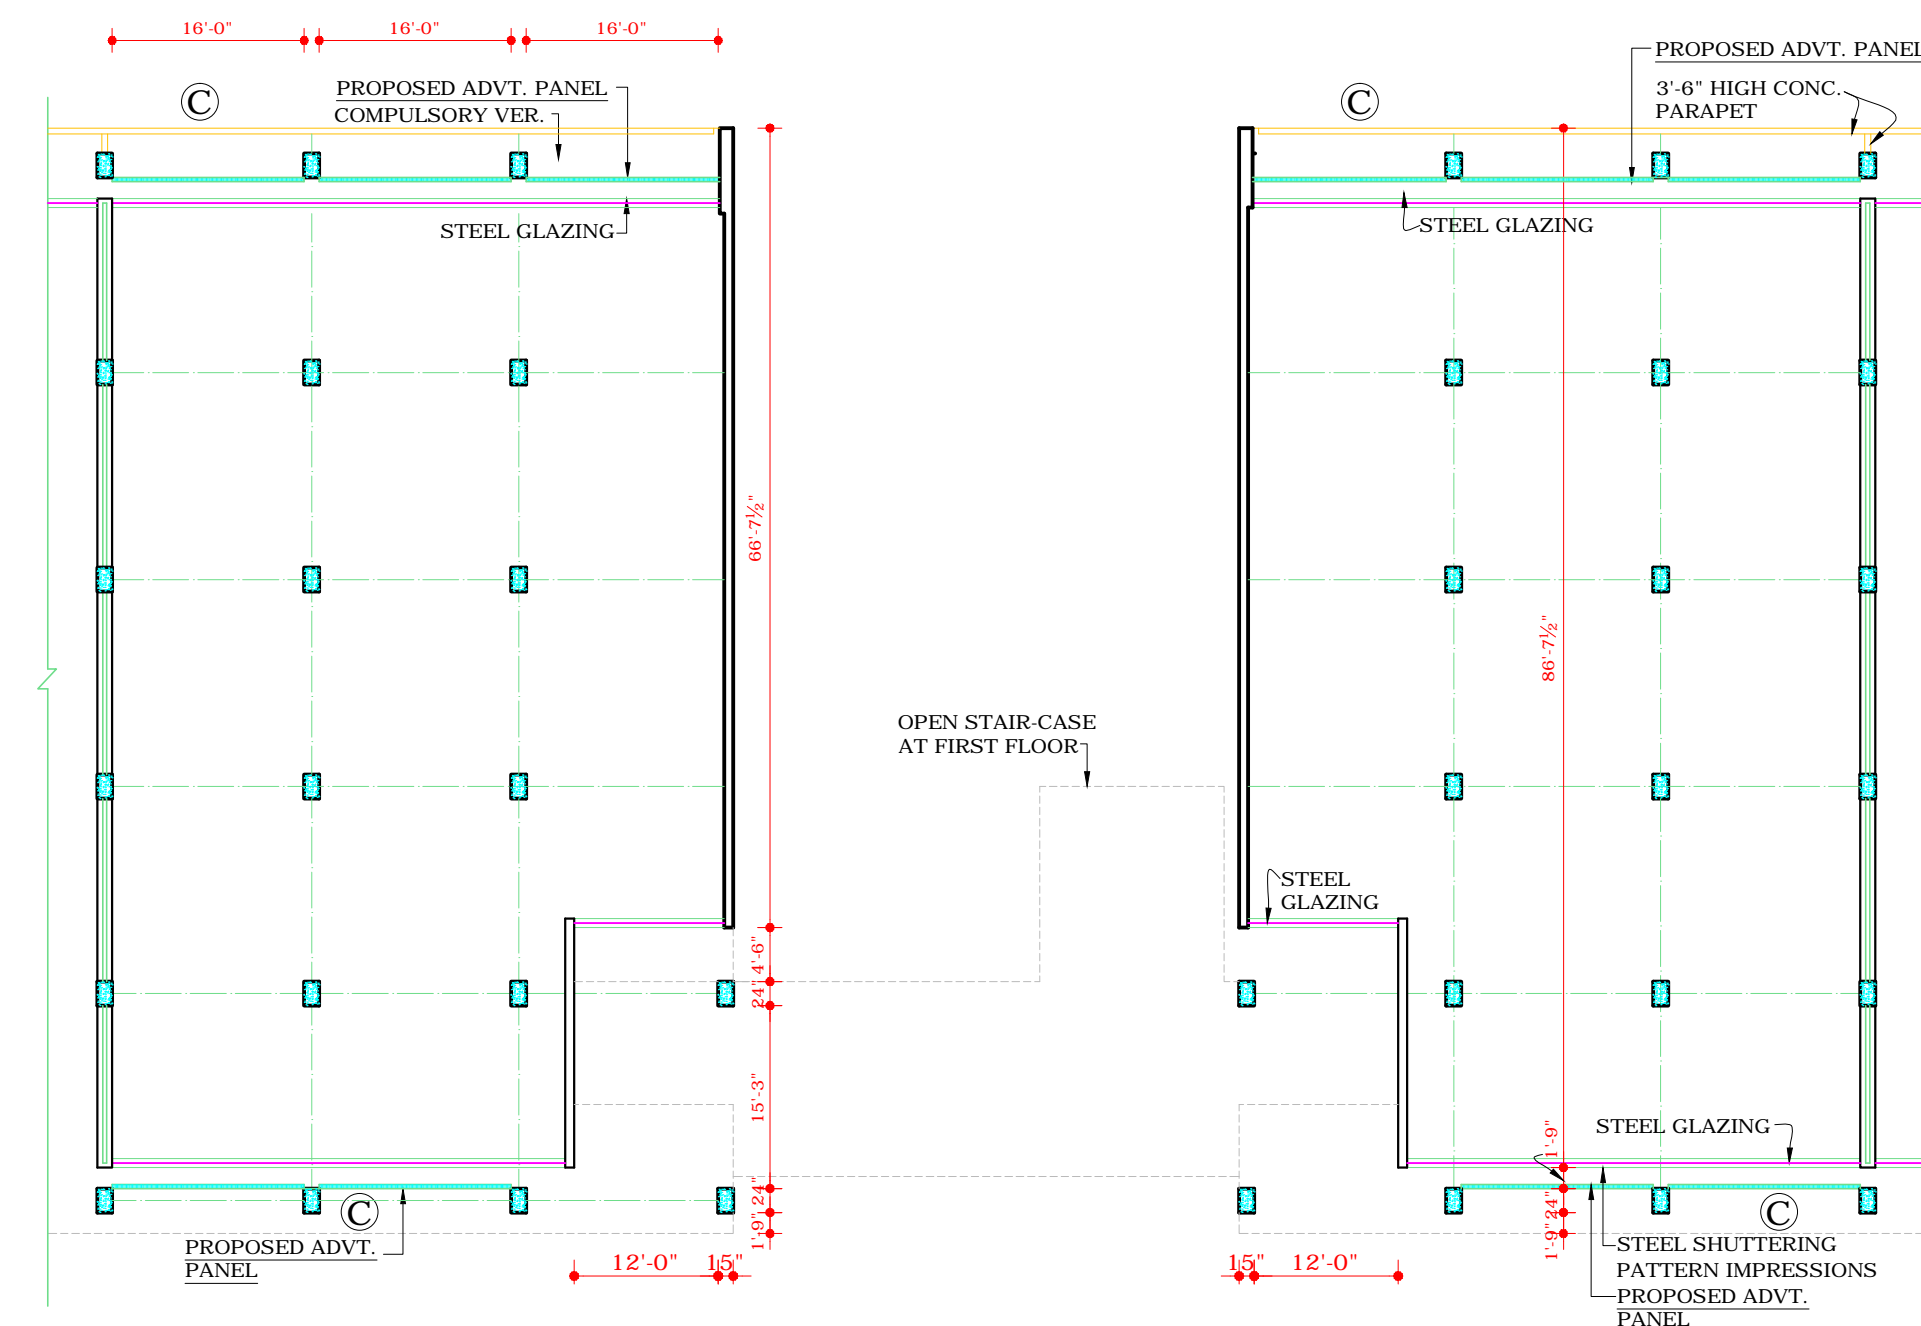 16'-0"
16'-0"
16'-0"
PROPOSED ADVT. PANEL
C
PROPOSED ADVT. PANEL
COMPULSORY VER.
C
3'-6" HIGH CONC.
PARAPET
STEEL GLAZING
STEEL GLAZING
66'-7½"
86'-7½"
OPEN STAIR-CASE
AT FIRST FLOOR
STEEL
GLAZING
4'-6"
24"
15'-3"
STEEL GLAZING
1'-9"
24"
24"
C
C
1'-9"
1'-9"
PROPOSED ADVT.
PANEL
STEEL SHUTTERING
PATTERN IMPRESSIONS
12'-0"
15"
15"
12'-0"
PROPOSED ADVT.
PANEL